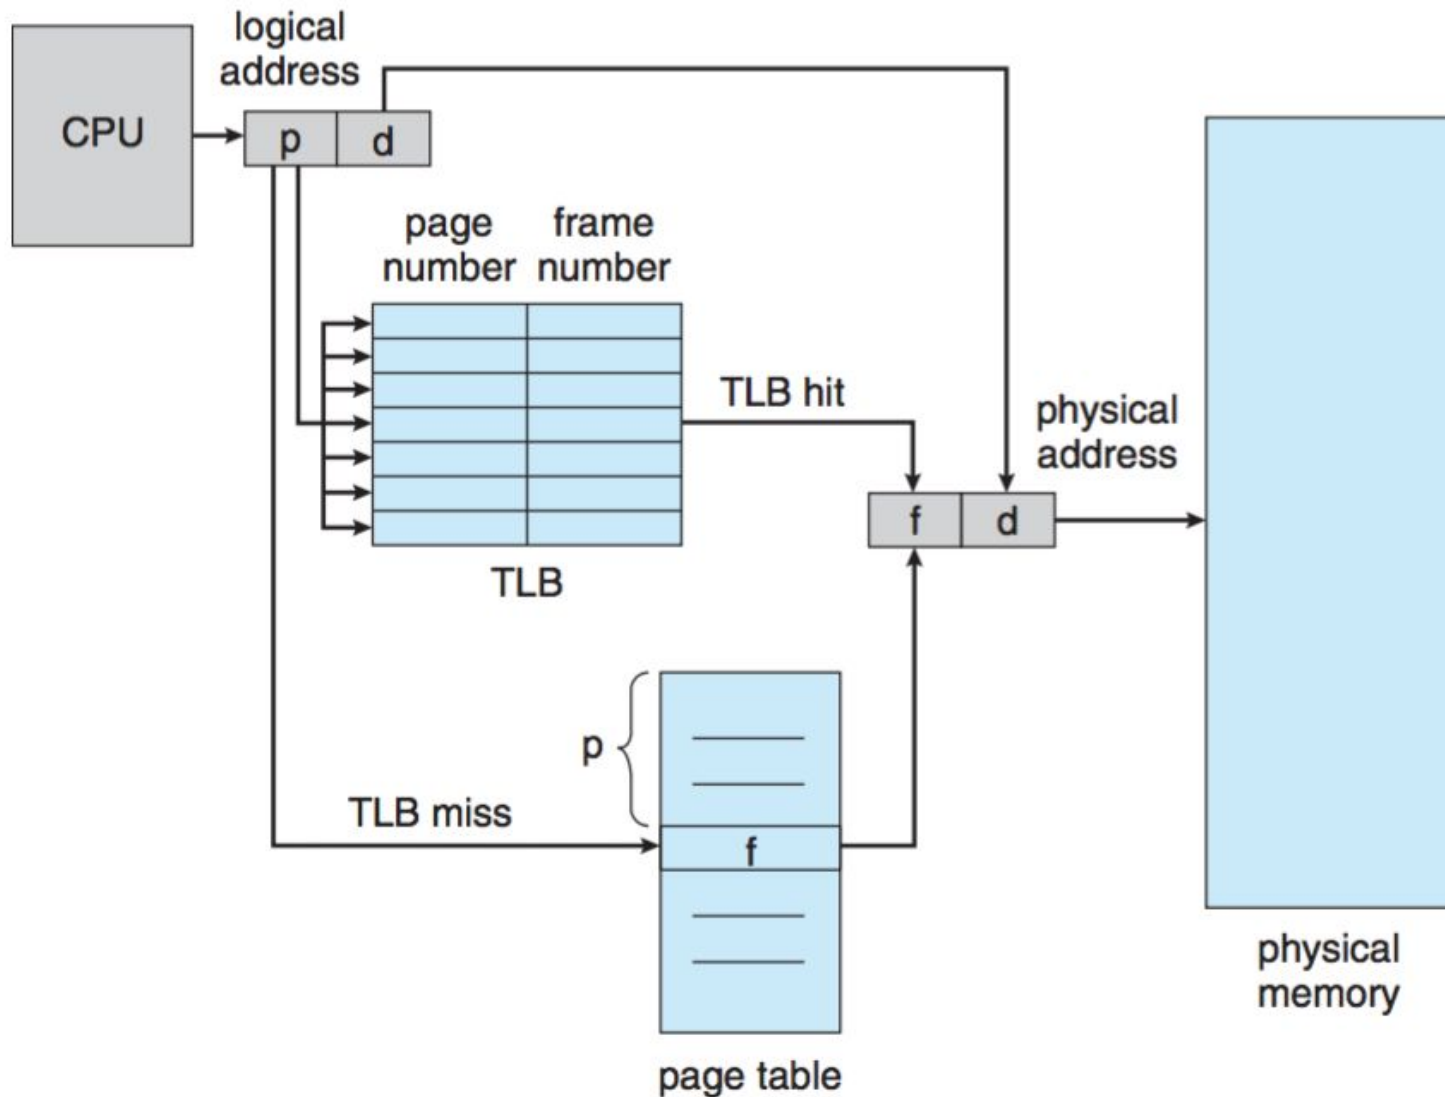 logical
address
CPU
p
d
page
number
frame
number
TLB hit
physical
address
f
d
TLB
p
TLB miss
f
physical
memory
page table